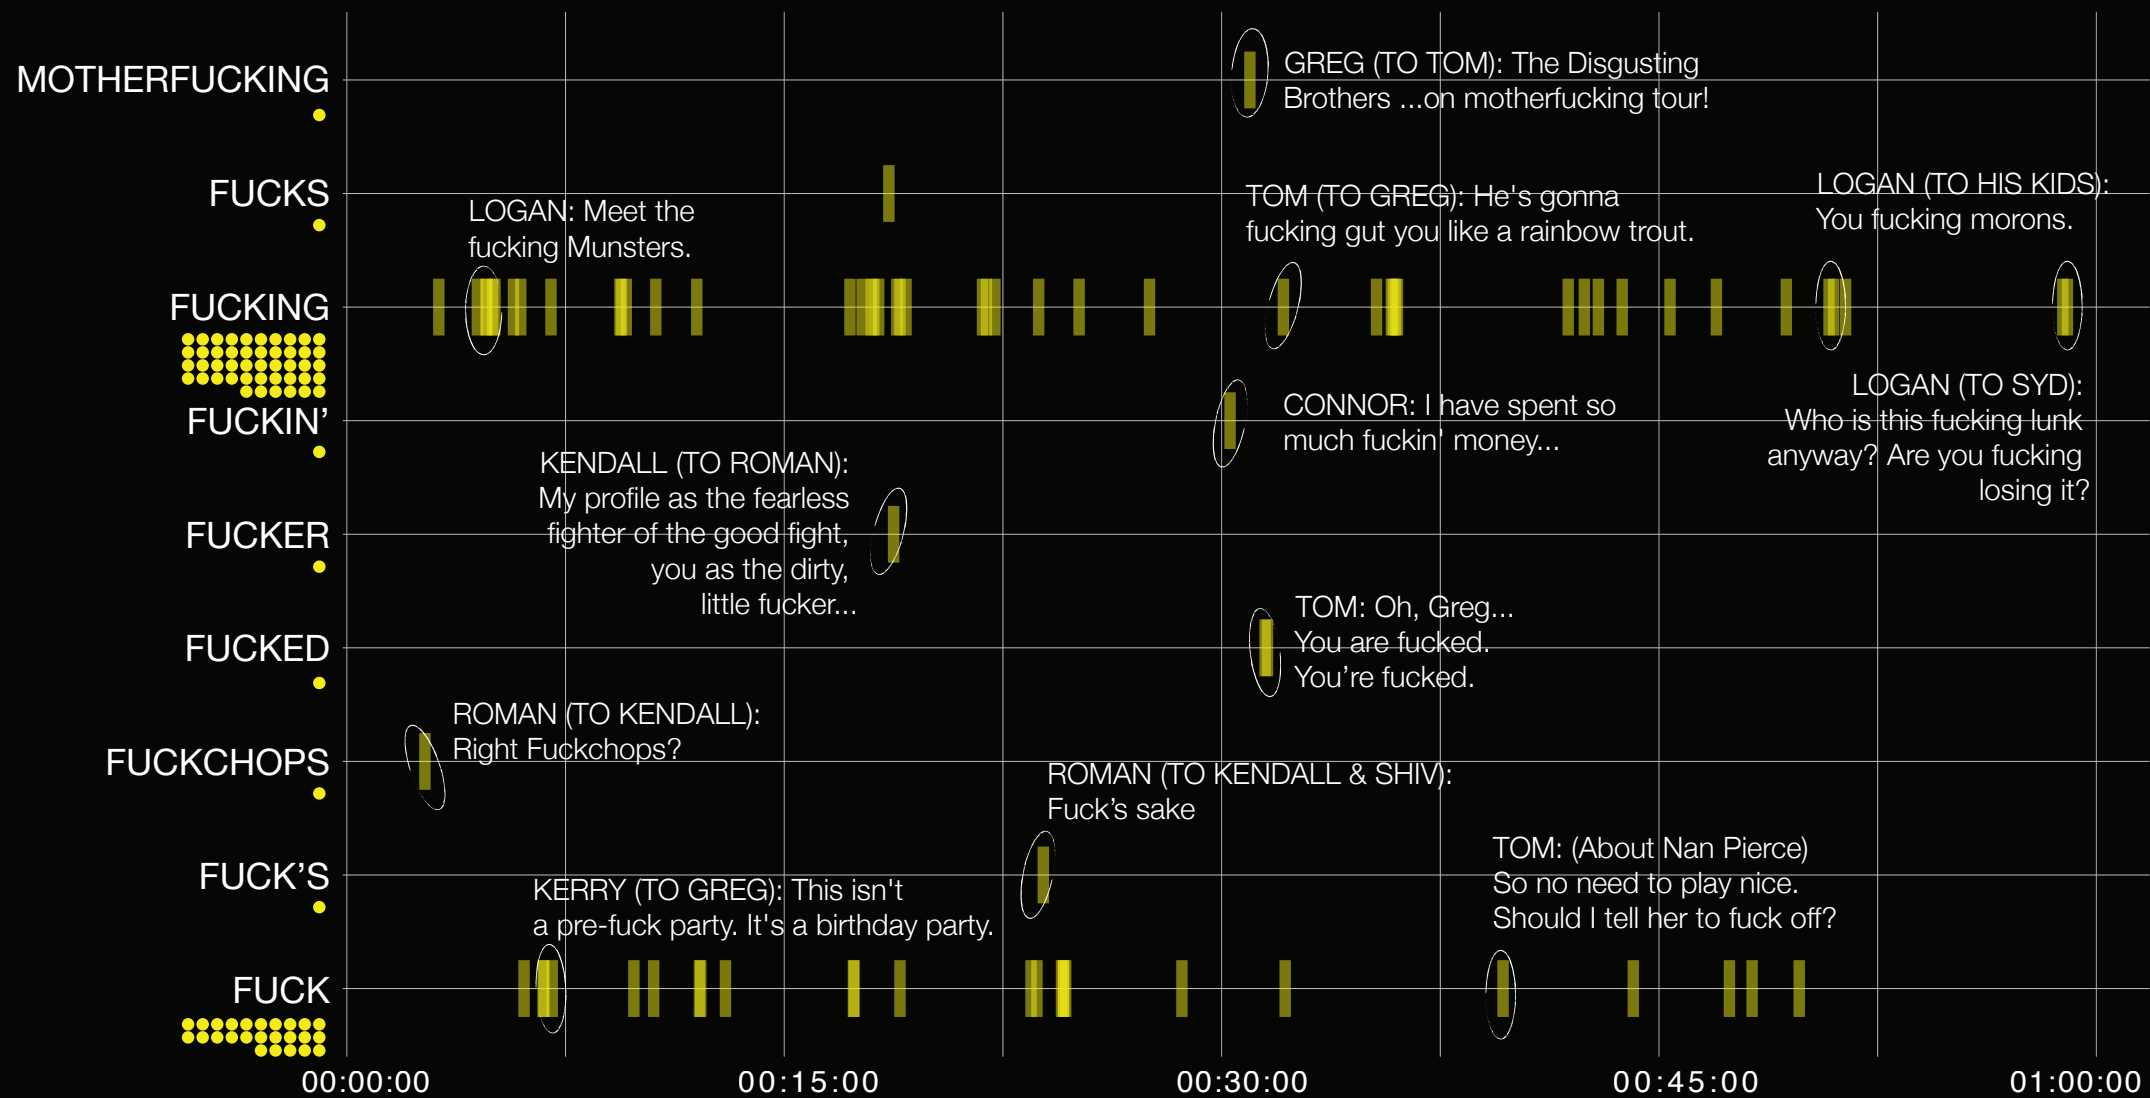 MOTHERFUCKING
GREG (TO TOM): The Disgusting
Brothers ...on motherfucking tour!
FUCKS
LOGAN: Meet the
fucking Munsters.
TOM (TO GREG): He's gonna
fucking gut you like a rainbow trout.
LOGAN (TO HIS KIDS):
You fucking morons.
FUCKING
FUCKIN’
CONNOR: I have spent so
much fuckin' money...
LOGAN (TO SYD):
Who is this fucking lunk
anyway? Are you fucking
losing it?
KENDALL (TO ROMAN):
My profile as the fearless
fighter of the good fight,
you as the dirty,
little fucker...
FUCKER
FUCKED
TOM: Oh, Greg...
You are fucked.
You’re fucked.
ROMAN (TO KENDALL):
Right Fuckchops?
FUCKCHOPS
ROMAN (TO KENDALL & SHIV):
Fuck’s sake
FUCK’S
KERRY (TO GREG): This isn't
a pre-fuck party. It's a birthday party.
TOM: (About Nan Pierce)
So no need to play nice.
Should I tell her to fuck off?
FUCK
00:00:00
00:15:00
00:30:00
00:45:00
01:00:00